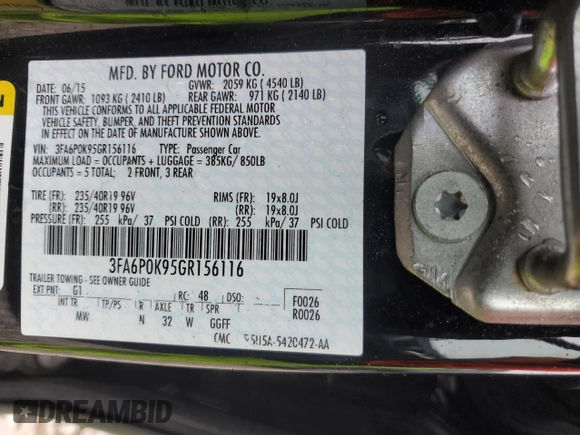 MFD. BY FORD MOTOR CO.
DATE: 06/15 GVWR: 2059 KG (4540 LB)
FRONT GAWR: 1093 KG (2410 LB) REAR GAWR: 971 KG (2140 LB)
THIS VEHICLE CONFORMS TO ALL APPLICABLE FEDERAL MOTOR
VEHICLE SAFETY, BUMPER, AND THEFT PREVENTION STANDARDS
IN EFFECT ON THE DATE OF MANUFACTURE SHOWN ABOVE.
VIN: 3FA6P0K95GR156116 TYPE: Passenger Car
MAXIMUM LOAD = OCCUPANTS + LUGGAGE = 385KG/ 850LB
OCCUPANTS = 5 TOTAL: 2 FRONT, 3 REAR
TIRE (FR): 235/40R19 96V RIMS (FR): 19x8.0J
(RR): 235/40R19 96V (RR): 19x8.0J
PRESSURE (FR): 255 kPa/ 37 PSI COLD (RR): 255 kPa/ 37 PSI COLD
3FA6P0K95GR156116
TRAILER TOWING - SEE OWNER GUIDE
EXT PNT: G1 RC: 48 DSO: F0026
INT TR TP/PS R AXLE TR SPR R0026
MW N 32 W GGFF
CMC 5U5A-5420472-AA
DREAMBID